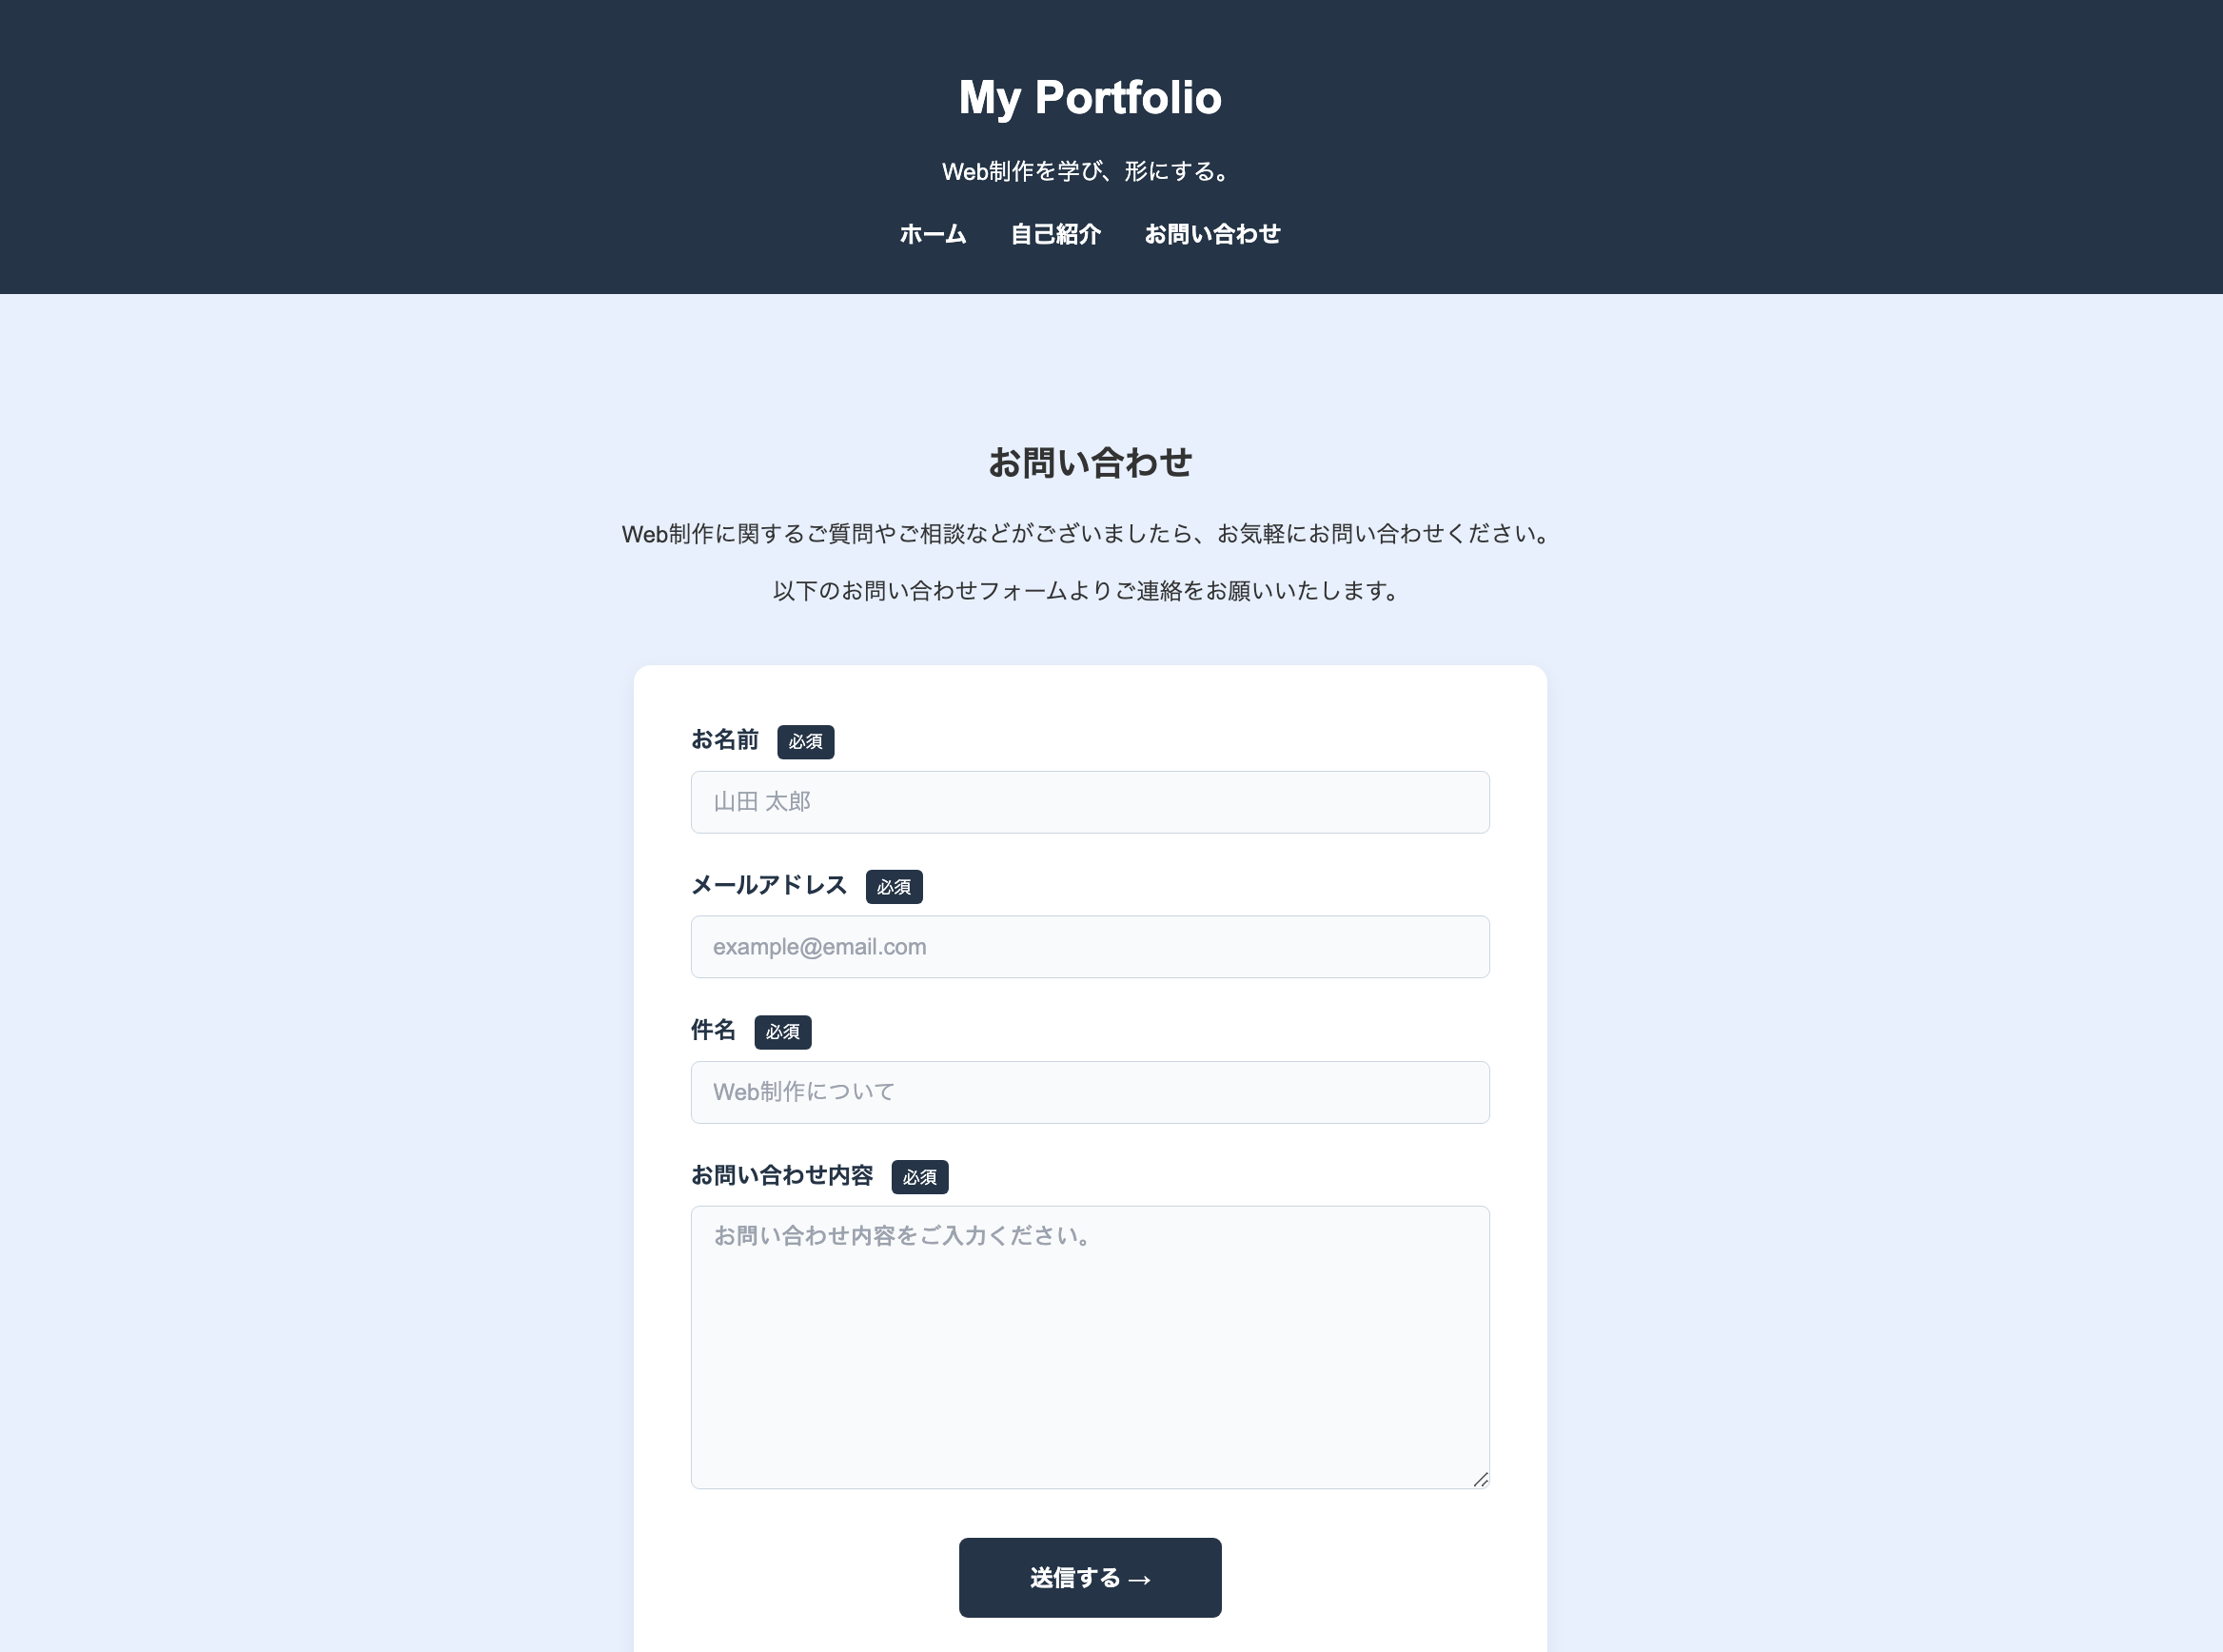 My Portfolio
Web制作を学び、形にする。
ホーム 自己紹介 お問い合わせ
お問い合わせ
Web制作に関するご質問やご相談などがございましたら、お気軽にお問い合わせください。
以下のお問い合わせフォームよりご連絡をお願いいたします。
お名前 必須
山田 太郎
メールアドレス 必須
example@email.com
件名 必須
Web制作について
お問い合わせ内容 必須
お問い合わせ内容をご入力ください。
送信する →